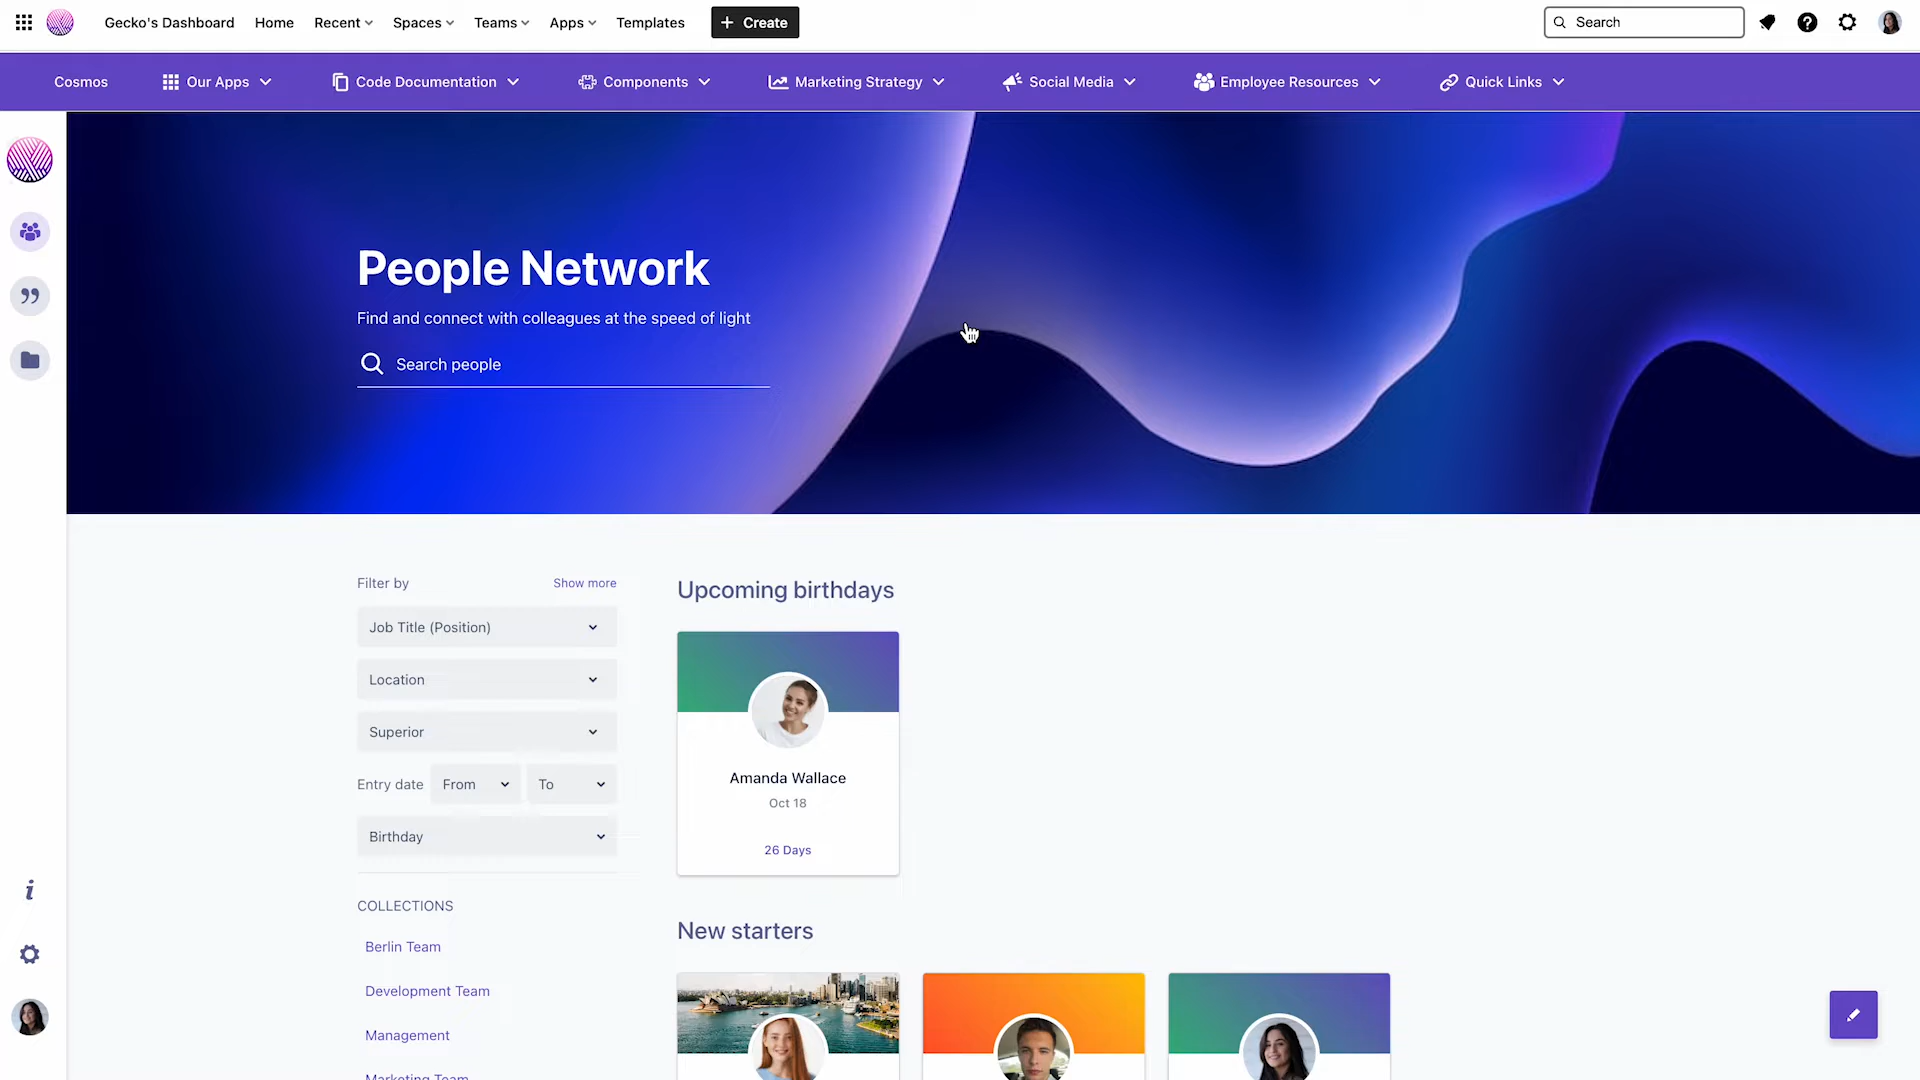 Gecko's Dashboard Home Recent Spaces Teams Apps Templates + Create Search
Cosmos Our Apps Code Documentation Components Marketing Strategy Social Media Employee Resources Quick Links
People Network
Find and connect with colleagues at the speed of light
Search people
Filter by Show more
Job Title (Position)
Location
Superior
Entry date From To
Birthday
COLLECTIONS
Berlin Team
Development Team
Management
Marketing Team
Upcoming birthdays
Amanda Wallace
Oct 18
26 Days
New starters